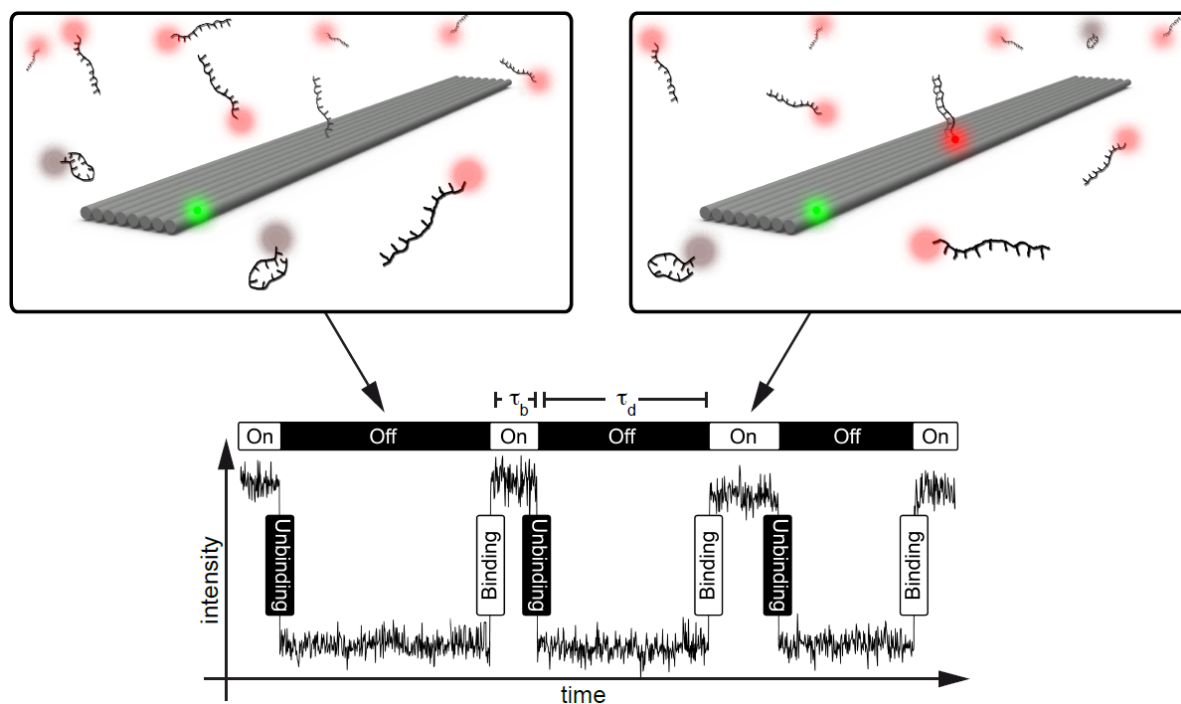 τb
τd
On
Off
On
Off
On
Off
On
Unbinding
Binding
Unbinding
Binding
Unbinding
Binding
intensity
time